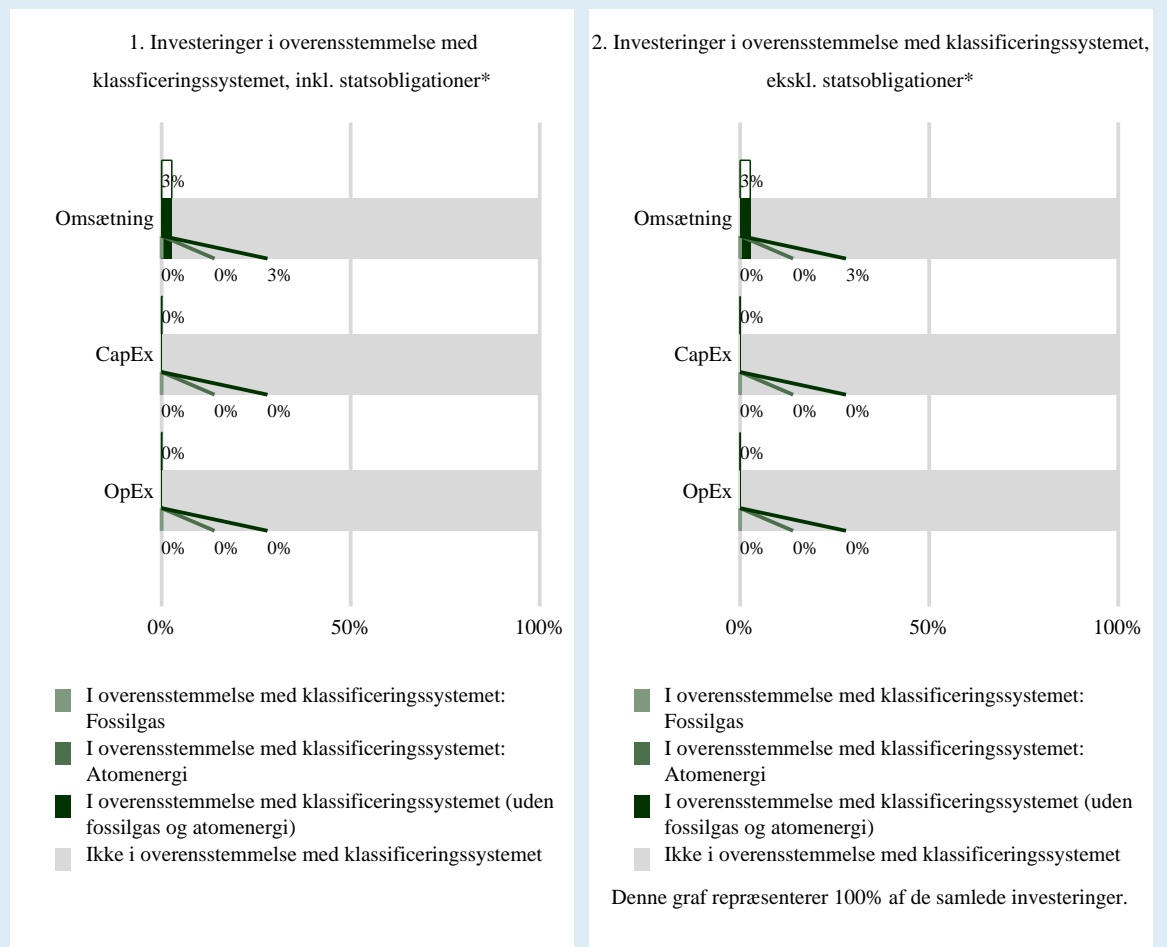 1. Investeringer i overensstemmelse med
klassficeringssystemet, inkl. statsobligationer*
3%
Omsætning
0% 0% 3%
0%
CapEx
0% 0% 0%
0%
OpEx
0% 0% 0%
0% 50% 100%
I overensstemmelse med klassificeringssystemet:
Fossilgas
I overensstemmelse med klassificeringssystemet:
Atomenergi
I overensstemmelse med klassificeringssystemet (uden
fossilgas og atomenergi)
Ikke i overensstemmelse med klassificeringssystemet
2. Investeringer i overensstemmelse med klassificeringssystemet,
ekskl. statsobligationer*
3%
Omsætning
0% 0% 3%
0%
CapEx
0% 0% 0%
0%
OpEx
0% 0% 0%
0% 50% 100%
I overensstemmelse med klassificeringssystemet:
Fossilgas
I overensstemmelse med klassificeringssystemet:
Atomenergi
I overensstemmelse med klassificeringssystemet (uden
fossilgas og atomenergi)
Ikke i overensstemmelse med klassificeringssystemet
Denne graf repræsenterer 100% af de samlede investeringer.